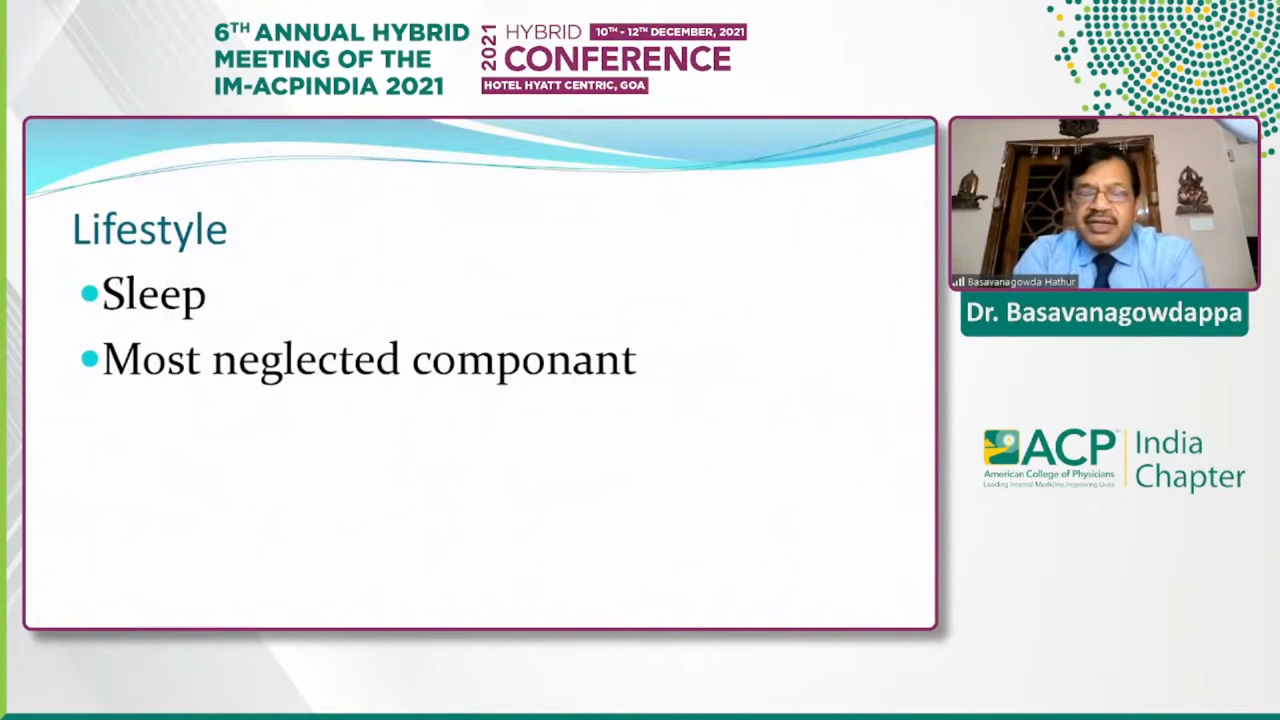 6TH ANNUAL HYBRID
MEETING OF THE
IM-ACPINDIA 2021
2021
HYBRID 10TH - 12TH DECEMBER, 2021
CONFERENCE
HOTEL HYATT CENTRIC, GOA
Lifestyle
•Sleep
•Most neglected componant
Basavanagowda Hathur
Dr. Basavanagowdappa
ACP
American College of Physicians
Leading Internal Medicine, Improving Lives
India
Chapter